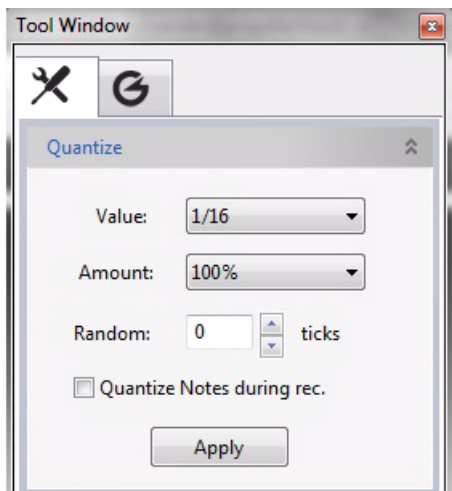 Tool Window
Quantize
Value: 1/16
Amount: 100%
Random: 0 ticks
Quantize Notes during rec.
Apply